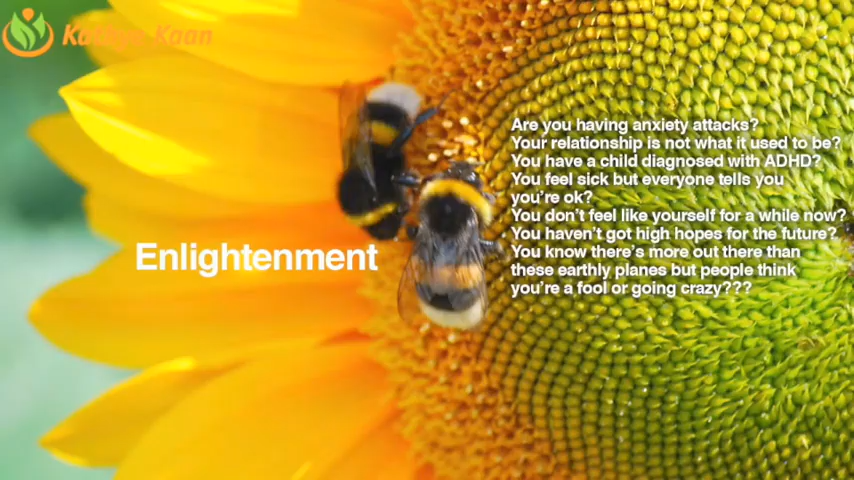 Kathye Kaan
Are you having anxiety attacks?
Your relationship is not what it used to be?
You have a child diagnosed with ADHD?
You feel sick but everyone tells you
you're ok?
You don't feel like yourself for a while now?
You haven't got high hopes for the future?
You know there's more out there than
these earthly planes but people think
you're a fool or going crazy???
Enlightenment